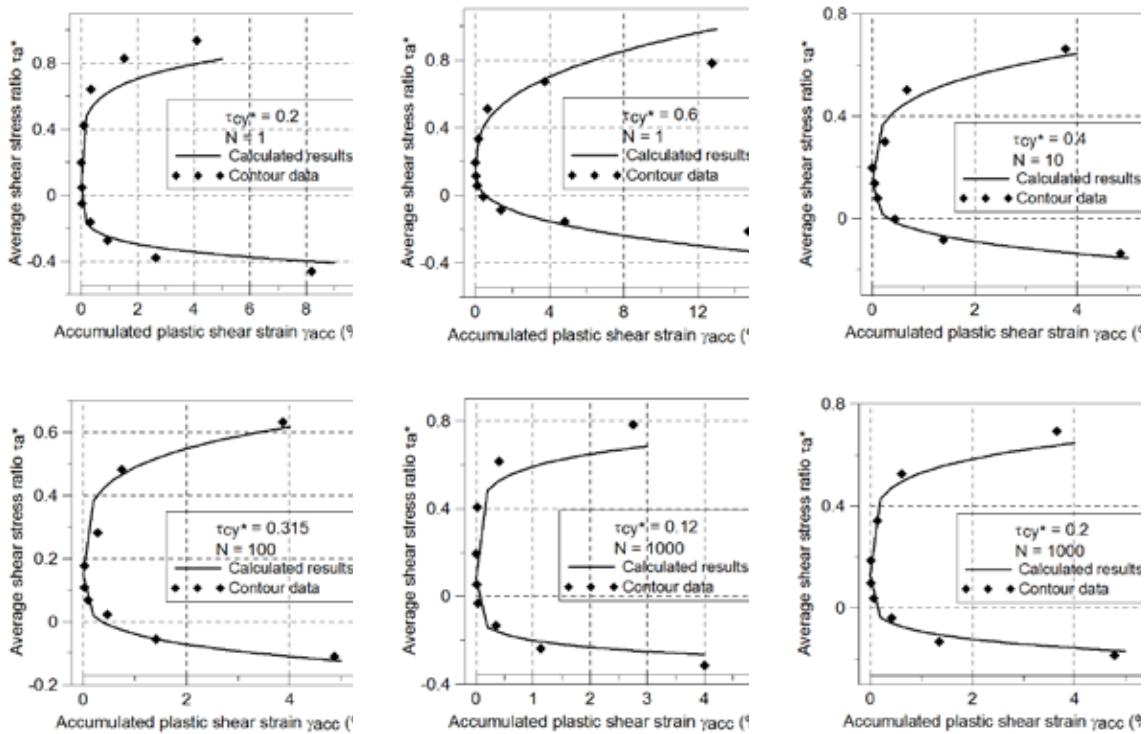 Average shear stress ratio τa*
0.8
0.4
0
-0.4
τcy* = 0.2
N = 1
Calculated results
Contour data
0 2 4 6 8
Accumulated plastic shear strain γacc (%
Average shear stress ratio τa*
0.8
0.4
0
-0.4
τcy* = 0.6
N = 1
Calculated results
Contour data
0 4 8 12
Accumulated plastic shear strain γacc (%
Average shear stress ratio τa*
0.8
0.4
0
τcy* = 0.4
N = 10
Calculated results
Contour data
0 2 4
Accumulated plastic shear strain γacc (%
Average shear stress ratio τa*
0.6
0.4
0.2
0
-0.2
τcy* = 0.315
N = 100
Calculated results
Contour data
0 2 4
Accumulated plastic shear strain γacc (%
Average shear stress ratio τa*
0.8
0.4
0
-0.4
τcy* = 0.12
N = 1000
Calculated results
Contour data
0 1 2 3 4
Accumulated plastic shear strain γacc (%
Average shear stress ratio τa*
0.8
0.4
0
τcy* = 0.2
N = 1000
Calculated results
Contour data
0 2 4
Accumulated plastic shear strain γacc (%